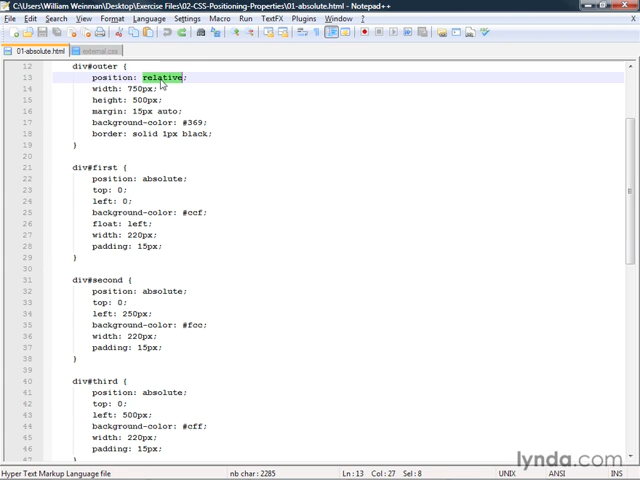 C:\Users\William Weinman\Desktop\Exercise Files\02-CSS-Positioning-Properties\01-absolute.html - Notepad++
File Edit Search View Format Language Settings Macro Run TextFX Plugins Window ? X
01-absolute.html external.css
12 div#outer {
13 position: relative;
14 width: 750px;
15 height: 500px;
16 margin: 15px auto;
17 background-color: #369;
18 border: solid 1px black;
19 }
20
21 div#first {
22 position: absolute;
23 top: 0;
24 left: 0;
25 background-color: #ccf;
26 float: left;
27 width: 220px;
28 padding: 15px;
29 }
30
31 div#second {
32 position: absolute;
33 top: 0;
34 left: 250px;
35 background-color: #fcc;
36 width: 220px;
37 padding: 15px;
38 }
39
40 div#third {
41 position: absolute;
42 top: 0;
43 left: 500px;
44 background-color: #cff;
45 width: 220px;
46 padding: 15px;
47 }
lynda.com
Hyper Text Markup Language file nb char : 2285 Ln : 13 Col : 27 Sel : 8 UNIX ANSI INS